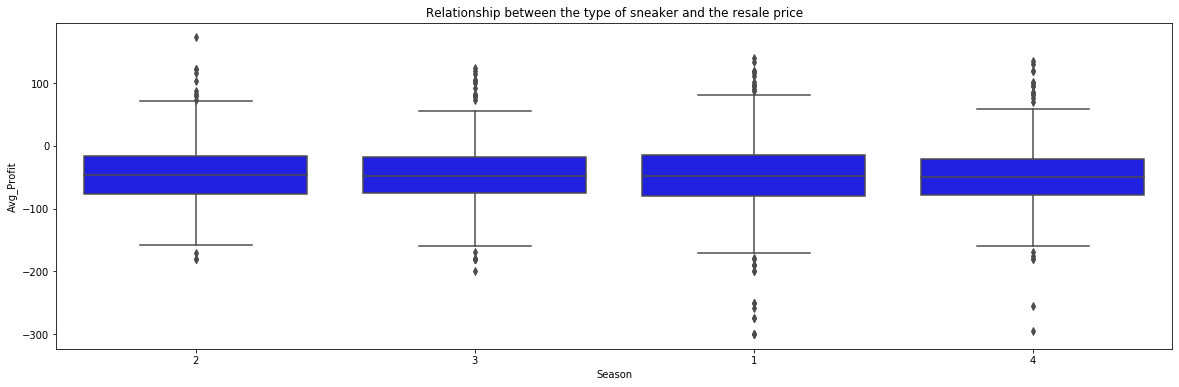 Relationship between the type of sneaker and the resale price
Avg_Profit
100
0
−100
−200
−300
2 3 1 4
Season